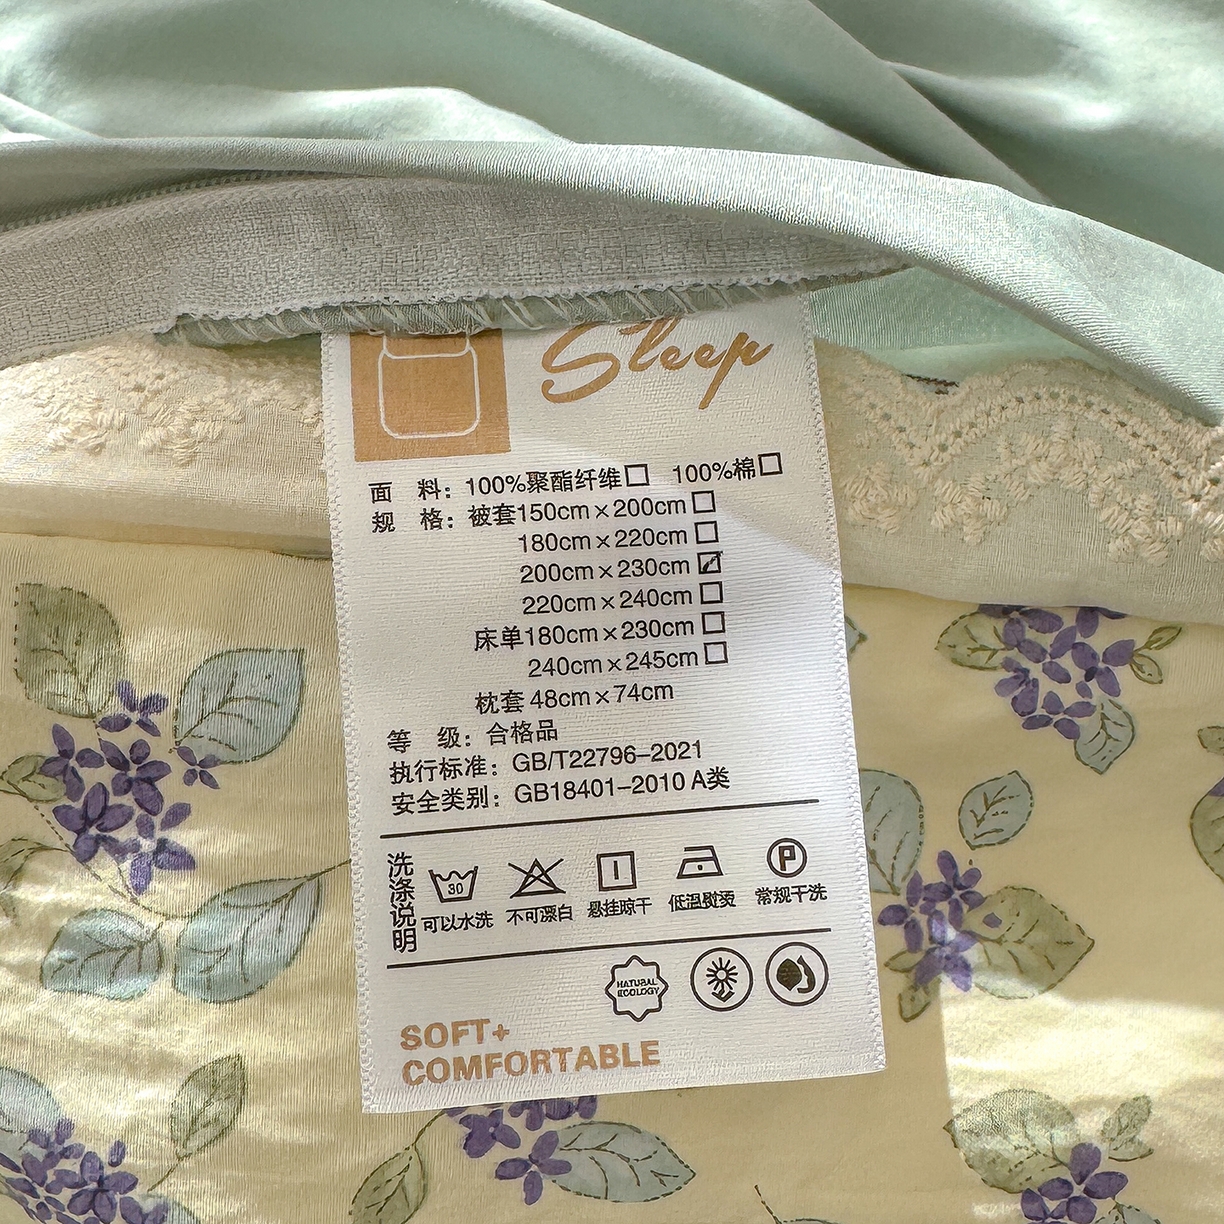 Sleep
面 料：100%聚酯纤维□ 100%棉□
规 格：被套150cm×200cm□
180cm×220cm□
200cm×230cm☑
220cm×240cm□
床单180cm×230cm□
240cm×245cm□
枕套 48cm×74cm
等 级：合格品
执行标准：GB/T22796-2021
安全类别：GB18401-2010 A类
洗涤说明
30
P
可以水洗 不可漂白 悬挂晾干 低温熨烫 常规干洗
NATURAL
ECOLOGY
SOFT+
COMFORTABLE